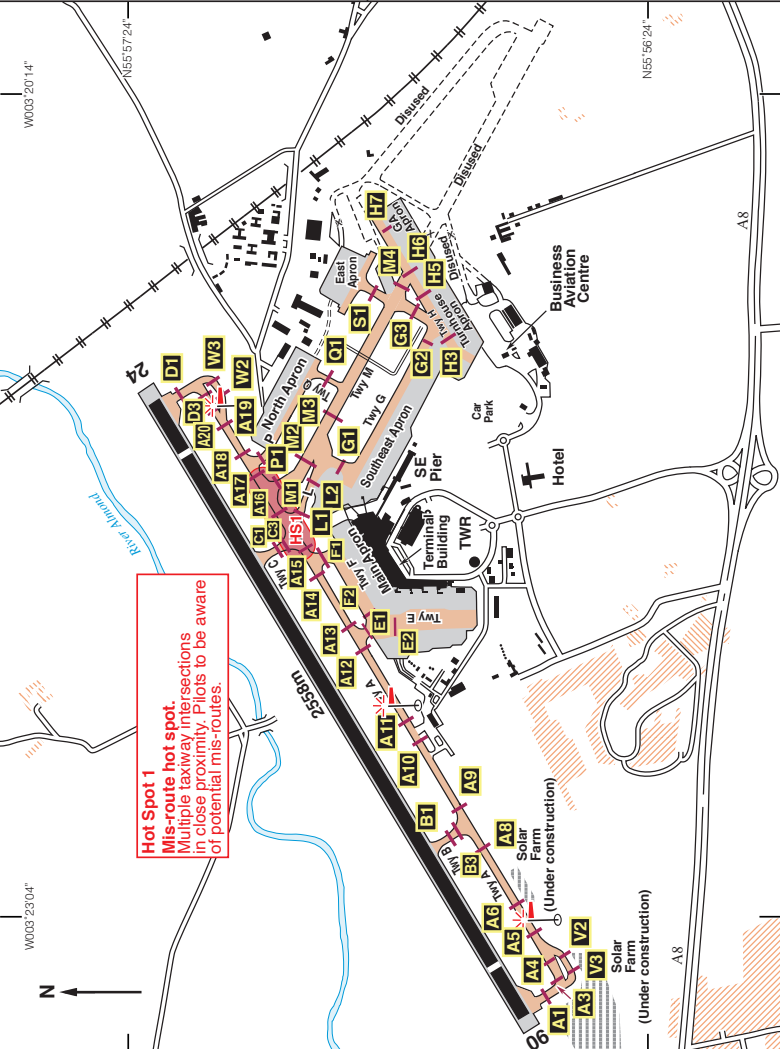 W003°20'14"
N55°57'24"
N55°56'24"
W003°23'04"
Hot Spot 1
Mis-route hot spot.
Multiple taxiway intersections
in close proximity. Pilots to be aware
of potential mis-routes.
N
River Almond
24
06
2558m
Disused
Disused
Disused
A8
A8
Business
Aviation
Centre
Car
Park
Hotel
TWR
Terminal
Building
SE
Pier
Main Apron
Southeast Apron
North Apron
P
East
Apron
GA
Apron
Turnhouse
Apron
Twy H
Twy G
Twy M
Twy Q
Twy C
Twy F
Twy E
Twy B
Twy A
wy A
L
HS1
D1
D3
W3
W2
A20
A19
A18
A17
A16
P1
M1
M2
M3
M4
Q1
S1
G1
G2
G3
H3
H5
H6
H7
L1
L2
C1
C3
F1
F2
E1
E2
A15
A14
A13
A12
A11
A10
A9
A8
B1
B3
A6
A5
A4
A3
A1
V2
V3
Solar
Farm
(Under construction)
Solar
Farm
(Under construction)